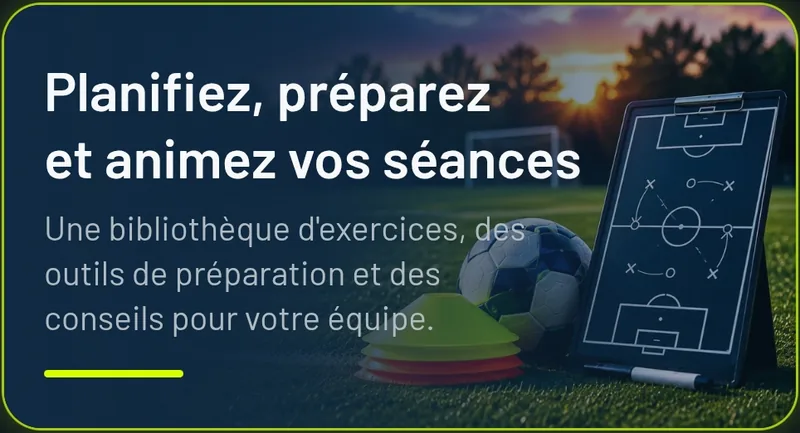 Planifiez, préparez
et animez vos séances
Une bibliothèque d'exercices, des
outils de préparation et des
conseils pour votre équipe.